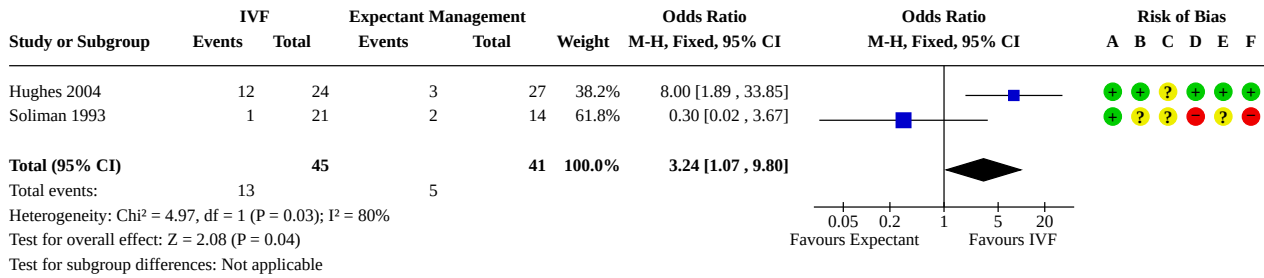 IVF Expectant Management Odds Ratio Odds Ratio Risk of Bias
Study or Subgroup Events Total Events Total Weight M-H, Fixed, 95% CI M-H, Fixed, 95% CI A B C D E F
Hughes 2004 12 24 3 27 38.2% 8.00 [1.89 , 33.85] + + ? + + +
Soliman 1993 1 21 2 14 61.8% 0.30 [0.02 , 3.67] + ? ? − ? −
Total (95% CI) 45 41 100.0% 3.24 [1.07 , 9.80]
Total events: 13 5
Heterogeneity: Chi² = 4.97, df = 1 (P = 0.03); I² = 80%
0.05 0.2 1 5 20
Test for overall effect: Z = 2.08 (P = 0.04) Favours Expectant Favours IVF
Test for subgroup differences: Not applicable